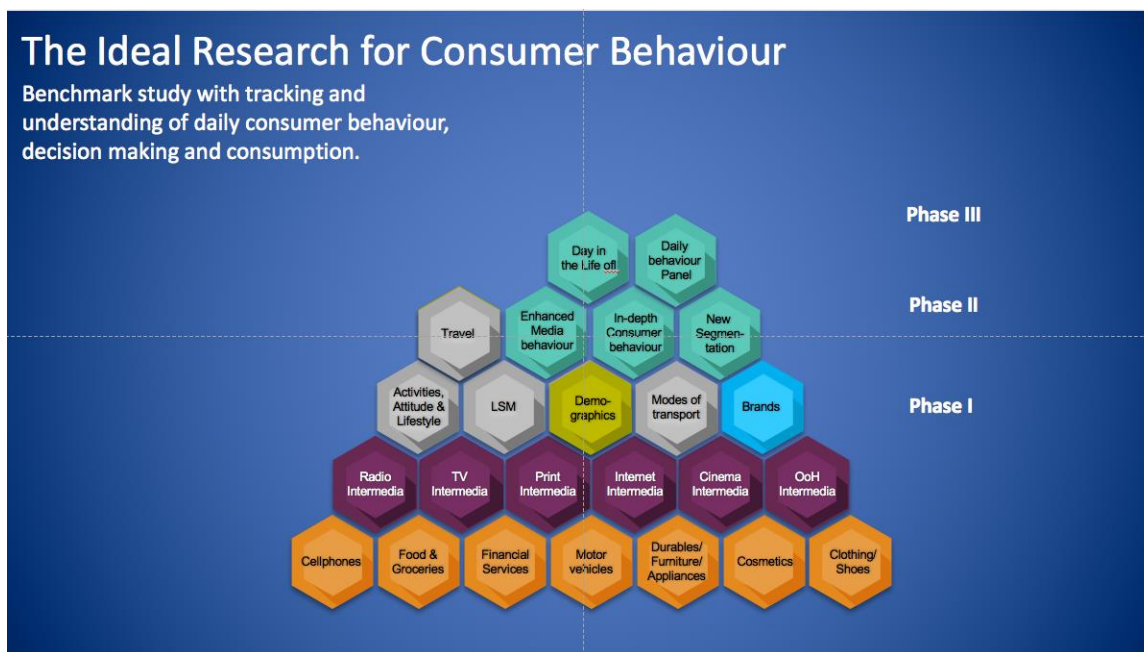 The Ideal Research for Consumer Behaviour
Benchmark study with tracking and
understanding of daily consumer behaviour,
decision making and consumption.
Phase III
Day in
the Life ofl
Daily
behaviour
Panel
Phase II
Travel
Enhanced
Media
behaviour
In-depth
Consumer
behaviour
New
Segmen-
tation
Phase I
Activities,
Attitude &
Lifestyle
LSM
Demo-
graphics
Modes of
transport
Brands
Radio
Intermedia
TV
Intermedia
Print
Intermedia
Internet
Intermedia
Cinema
Intermedia
OoH
Intermedia
Cellphones
Food &
Groceries
Financial
Services
Motor
vehicles
Durables/
Furniture/
Appliances
Cosmetics
Clothing/
Shoes